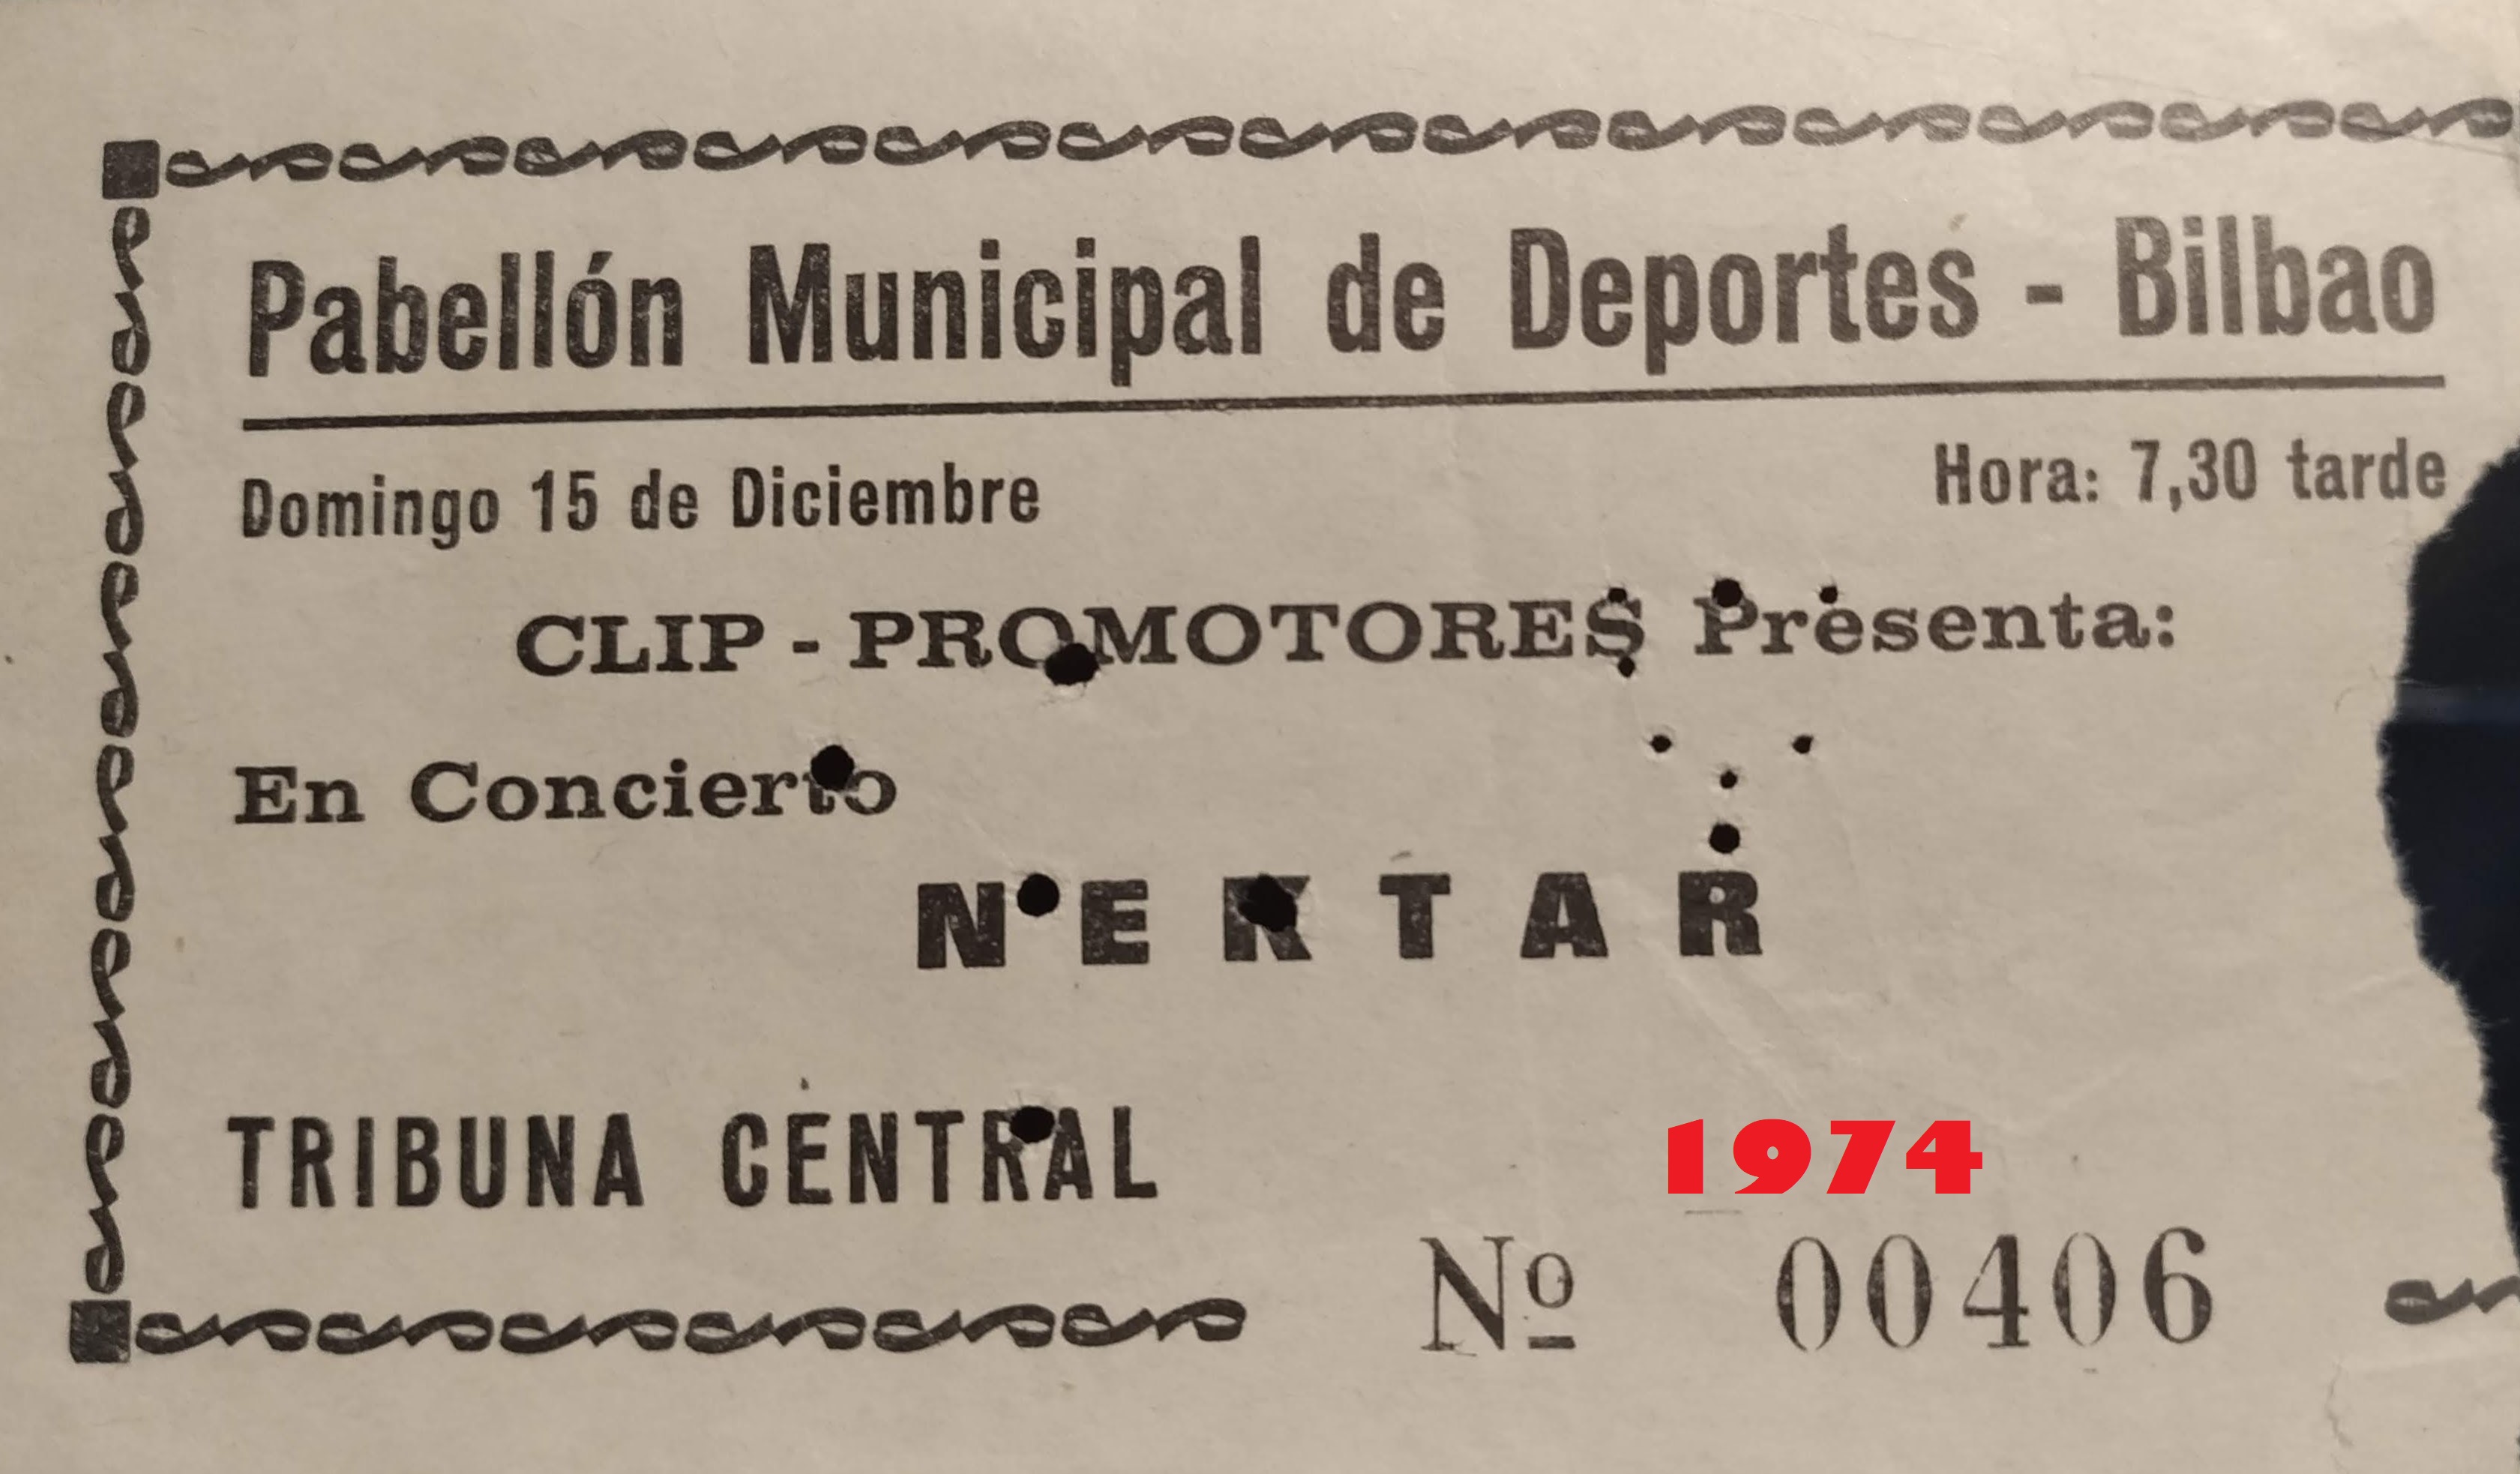 Pabellón Municipal de Deportes - Bilbao
Domingo 15 de Diciembre
Hora: 7,30 tarde
CLIP - PROMOTORES Presenta:
En Concierto
NEKTAR
TRIBUNA CENTRAL
1974
Nº 00406